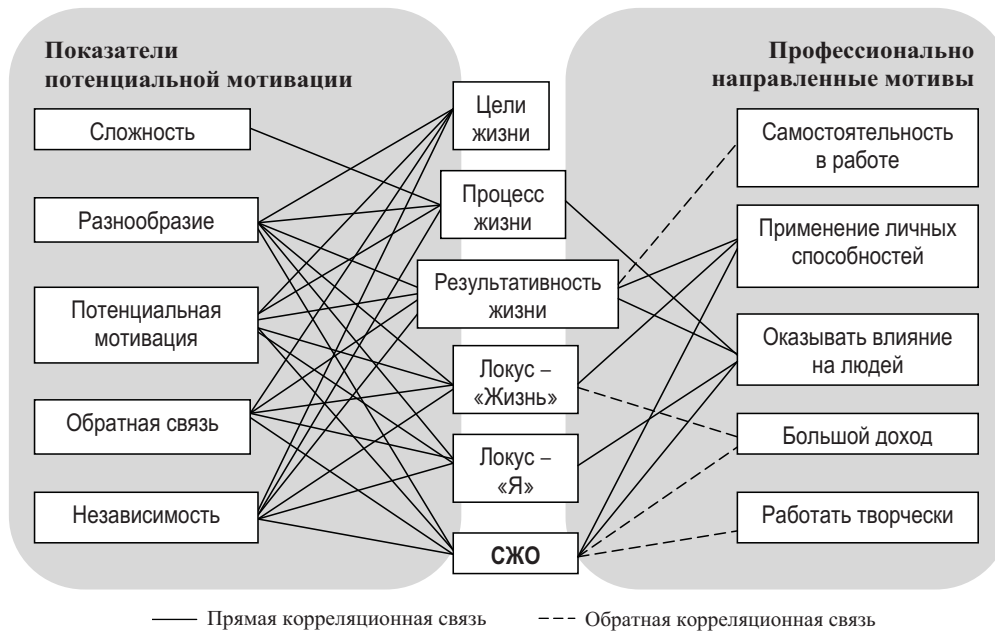 Показатели
потенциальной мотивации
Сложность
Разнообразие
Потенциальная
мотивация
Обратная связь
Независимость
Цели
жизни
Процесс
жизни
Результативность
жизни
Локус –
«Жизнь»
Локус –
«Я»
СЖО
Профессионально
направленные мотивы
Самостоятельность
в работе
Применение личных
способностей
Оказывать влияние
на людей
Большой доход
Работать творчески
Прямая корреляционная связь
Обратная корреляционная связь